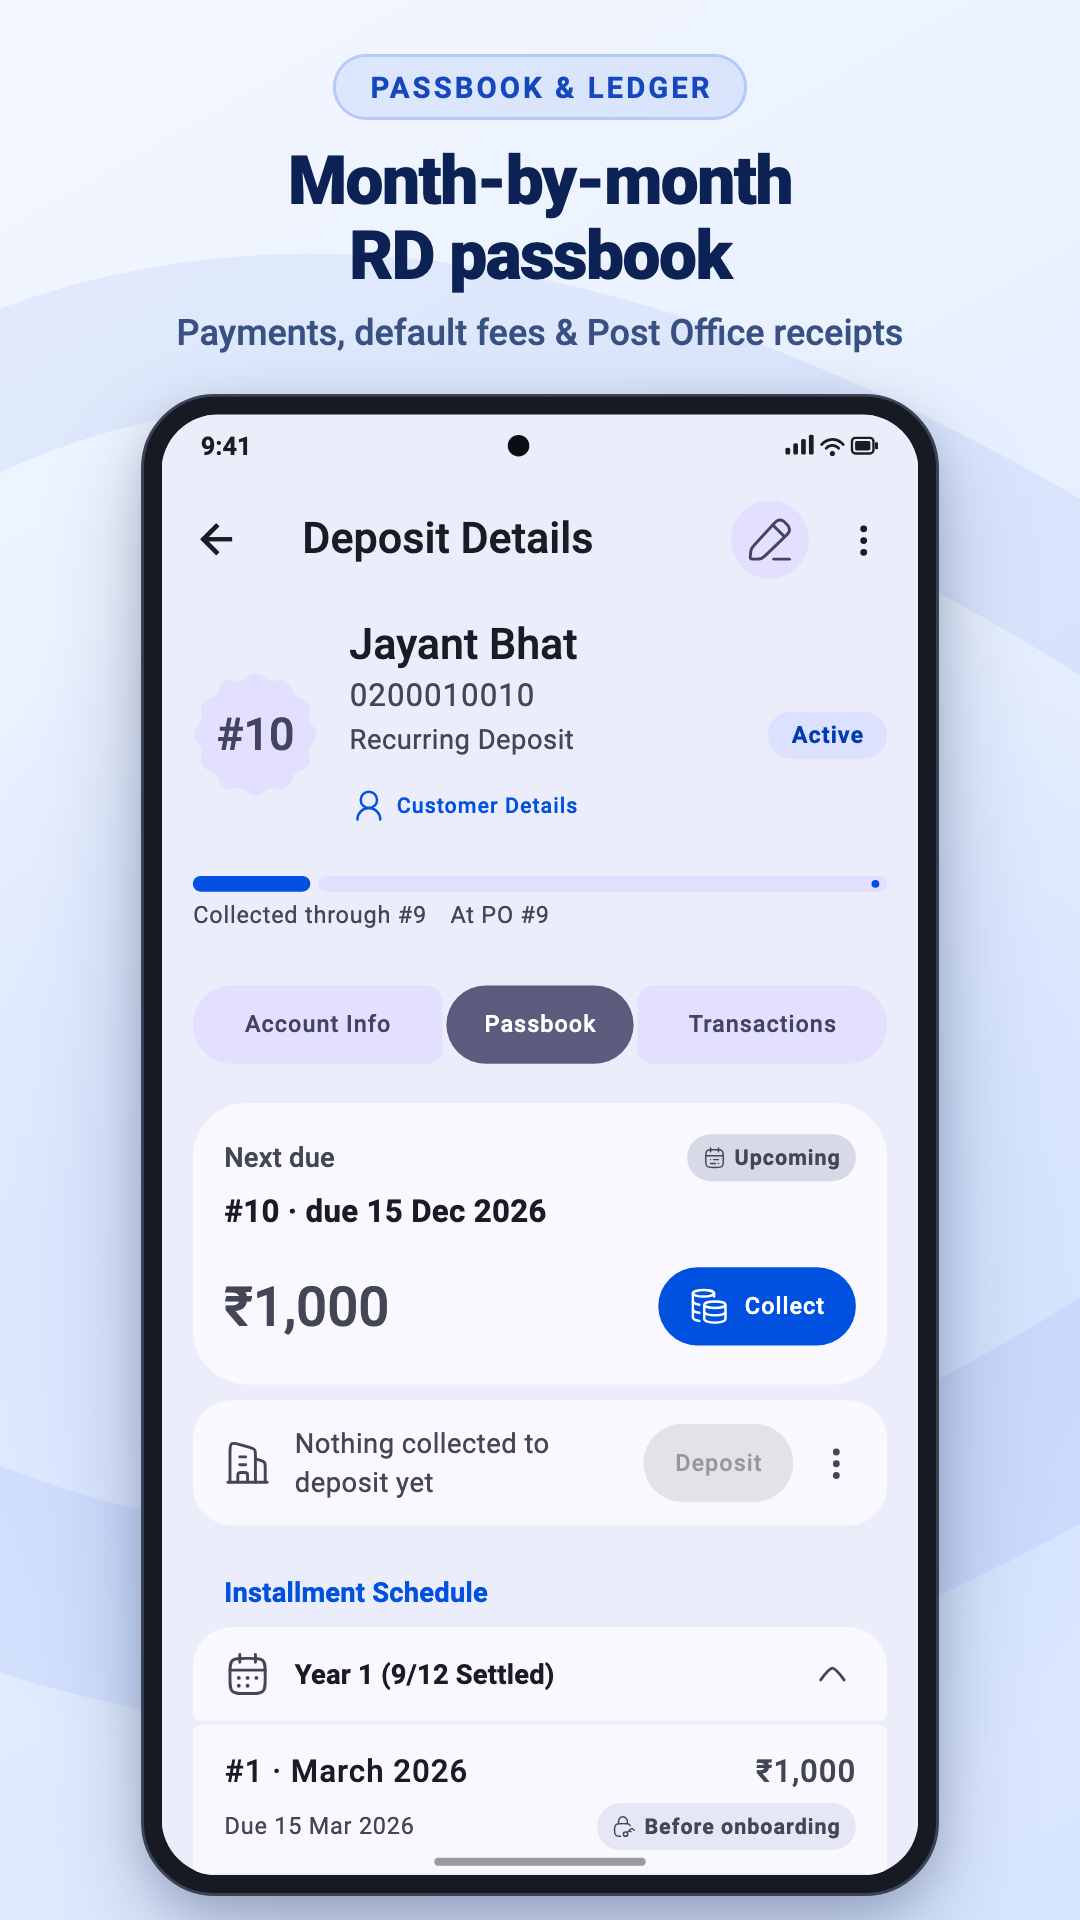 PASSBOOK & LEDGER
Month-by-month
RD passbook
Payments, default fees & Post Office receipts
9:41
Deposit Details
Jayant Bhat
#10
0200010010
Recurring Deposit
Active
Customer Details
Collected through #9 At PO #9
Account Info Passbook Transactions
Next due Upcoming
#10 · due 15 Dec 2026
₹1,000 Collect
Nothing collected to
deposit yet
Deposit
Installment Schedule
Year 1 (9/12 Settled)
#1 · March 2026 ₹1,000
Due 15 Mar 2026 Before onboarding